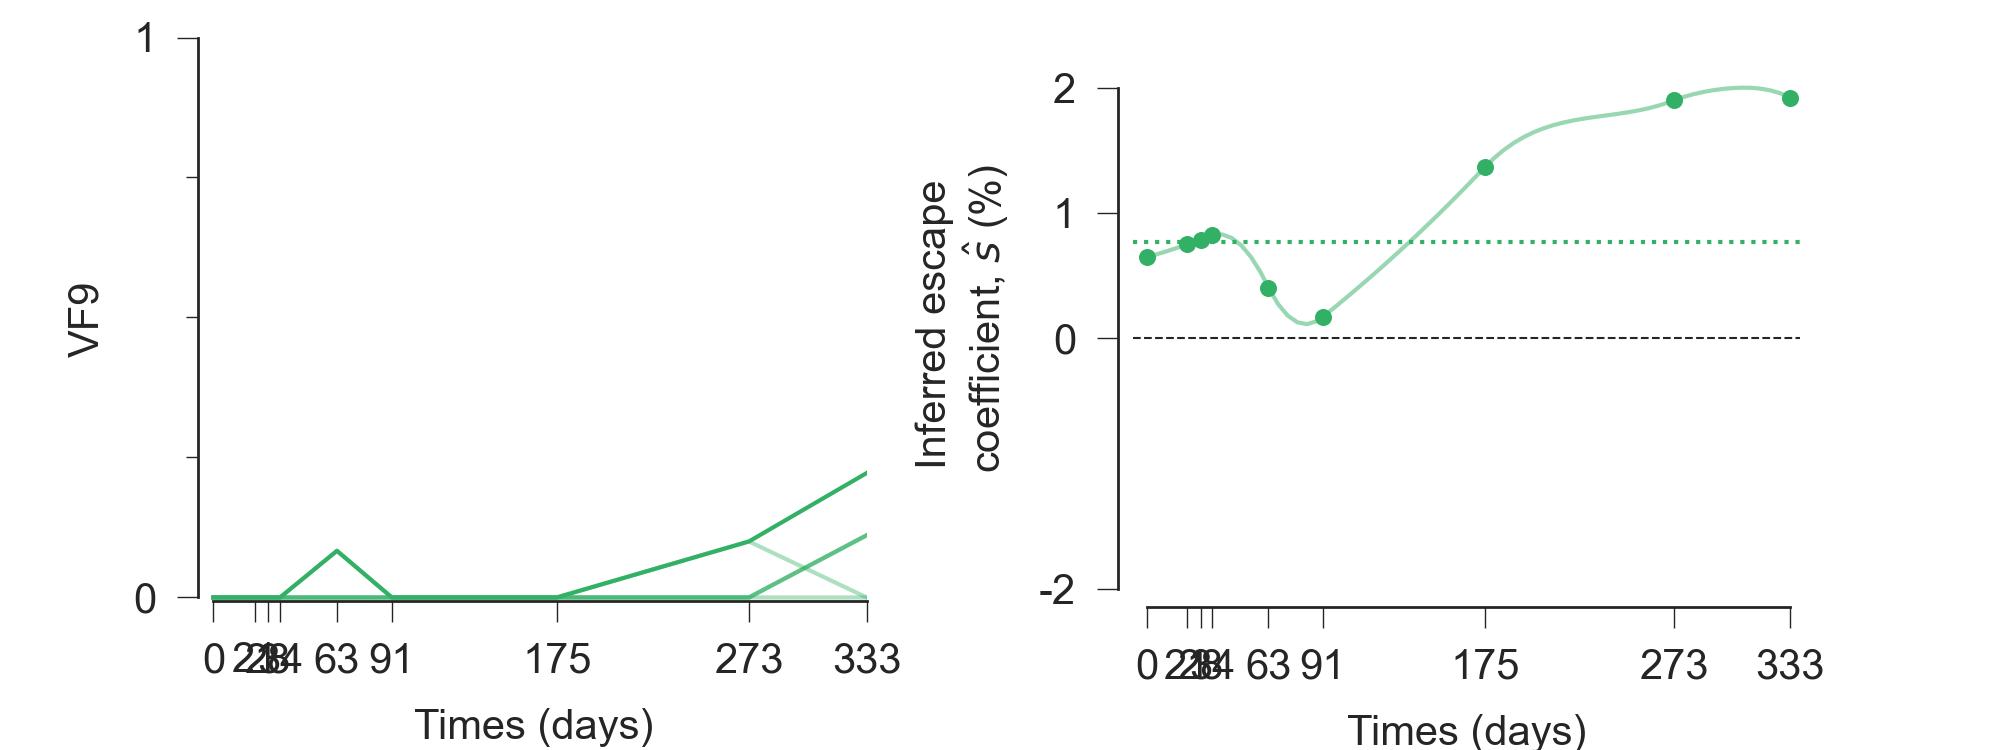 1
VF9
0
0 63 91 175 273 333
Times (days)
2
1
0
-2
Inferred escape
coefficient, ŝ (%)
0 63 91 175 273 333
Times (days)